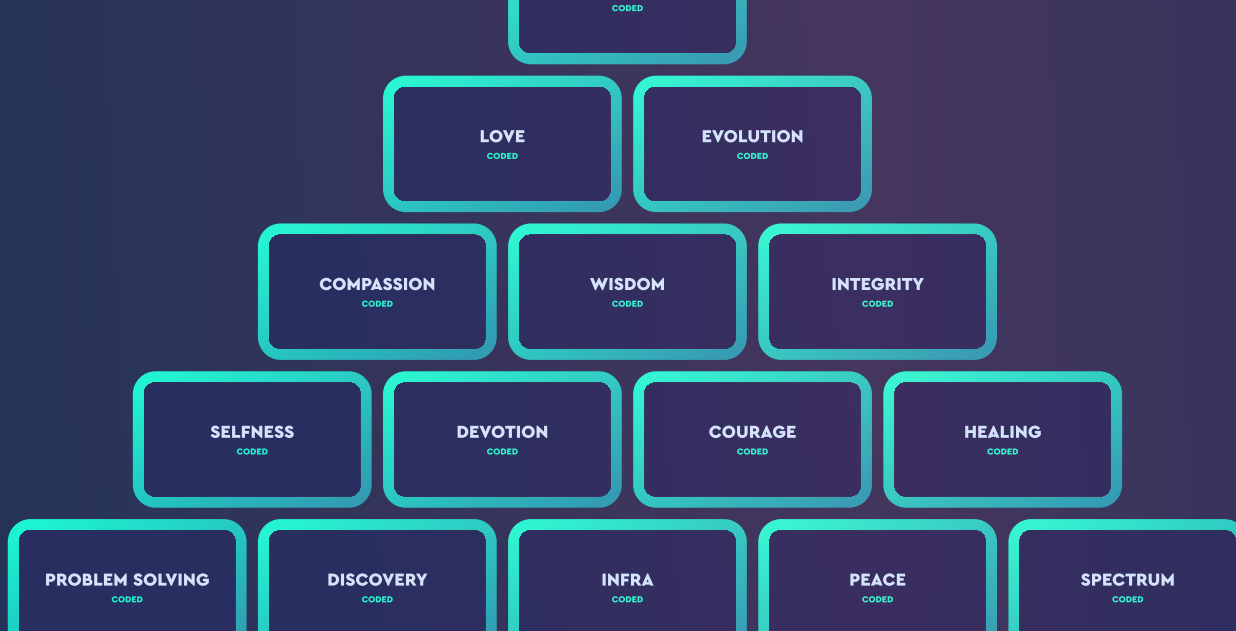 CODED
LOVE
CODED
EVOLUTION
CODED
COMPASSION
CODED
WISDOM
CODED
INTEGRITY
CODED
SELFNESS
CODED
DEVOTION
CODED
COURAGE
CODED
HEALING
CODED
PROBLEM SOLVING
CODED
DISCOVERY
CODED
INFRA
CODED
PEACE
CODED
SPECTRUM
CODED